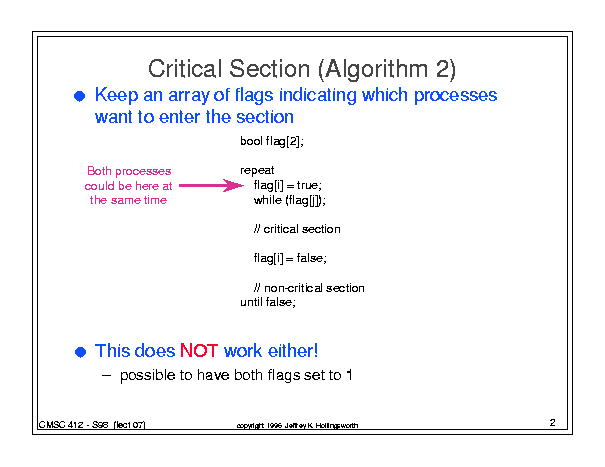 Critical Section (Algorithm 2)
Keep an array of flags indicating which processes
want to enter the section
bool flag[2];
repeat
Both processes
could be here at
the same time
flag[i] = true;
while (flag[j]);
// critical section
flag[i] = false;
// non-critical section
until false;
This does NOT work either!
– possible to have both flags set to 1
CMSC 412 - S98 (lect 07)
copyright 1996 Jeffrey K. Hollingsworth
2